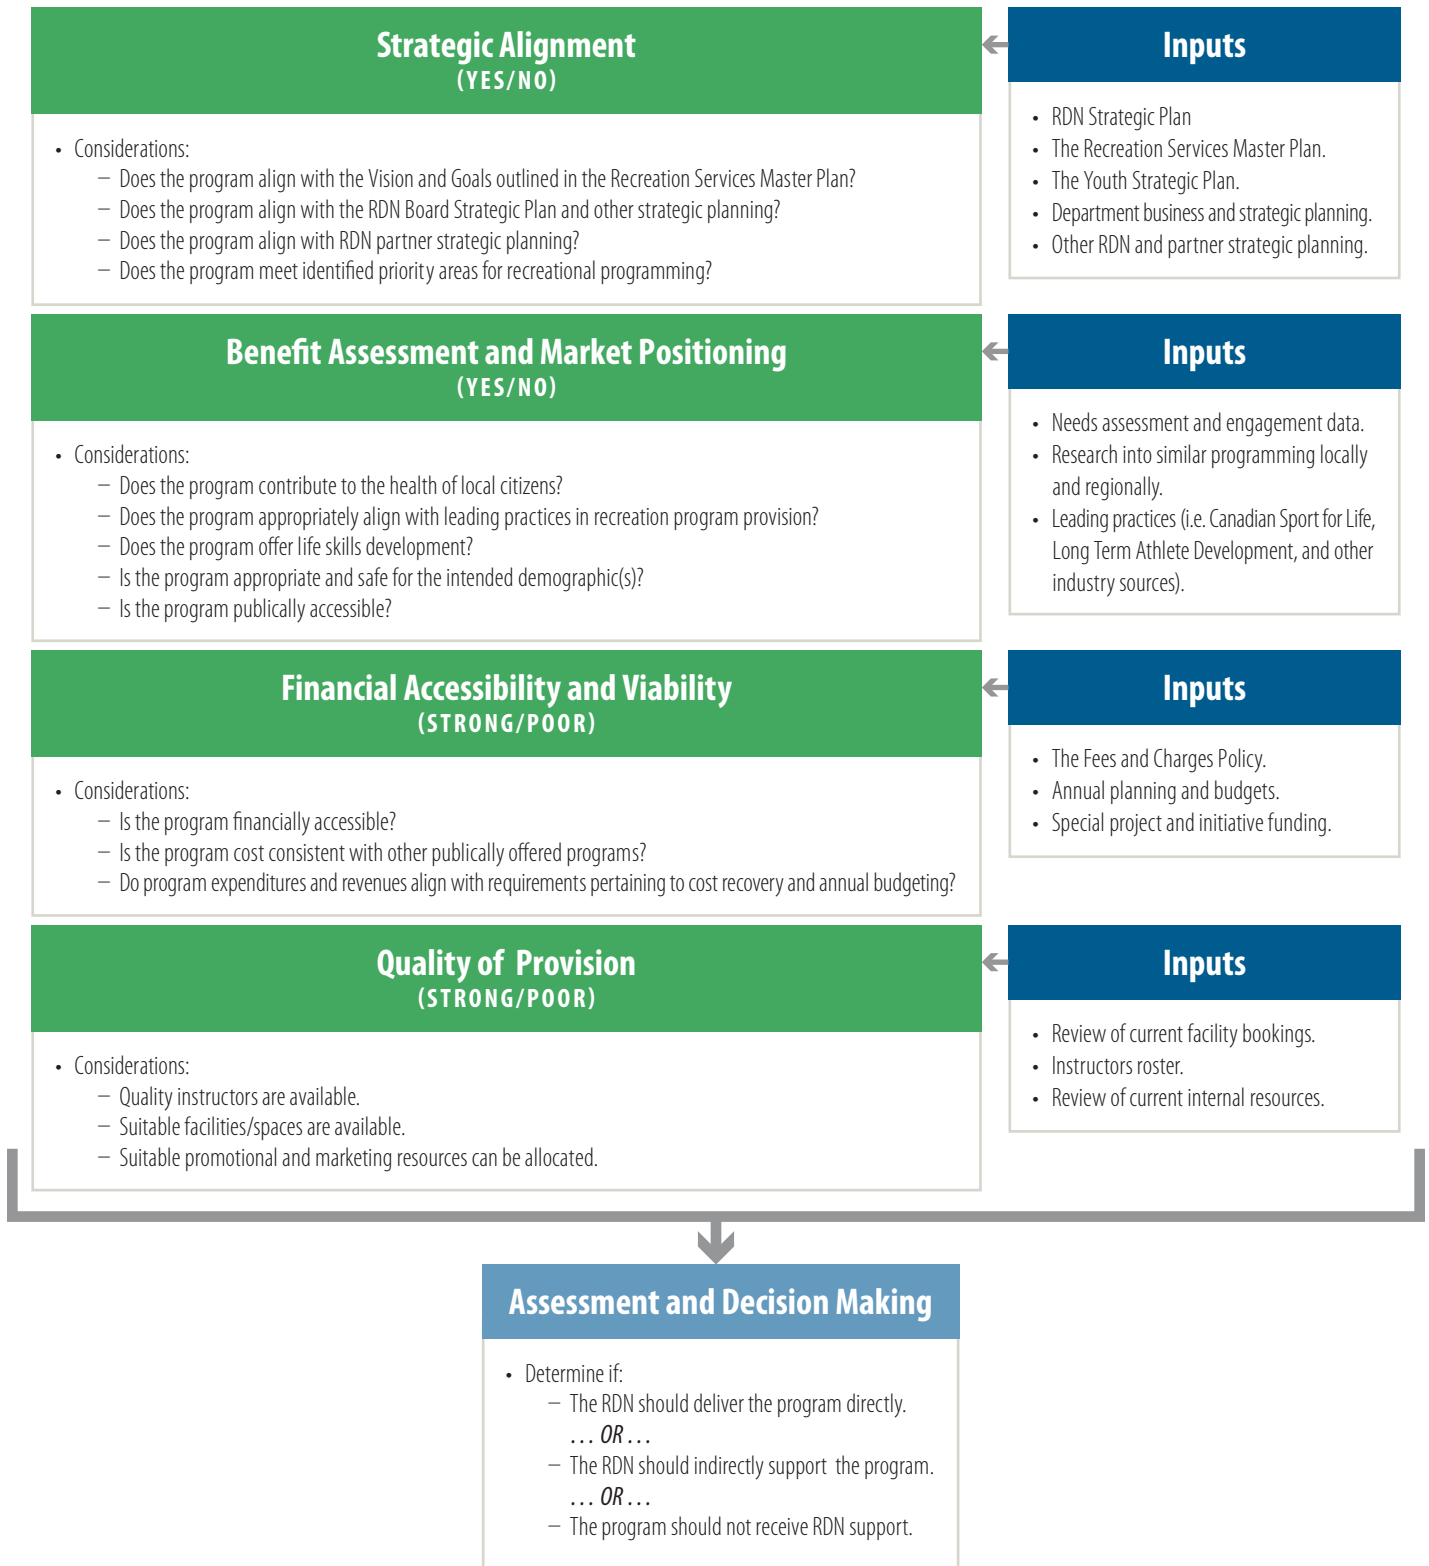 Strategic Alignment
(YES/NO)
• Considerations:
– Does the program align with the Vision and Goals outlined in the Recreation Services Master Plan?
– Does the program align with the RDN Board Strategic Plan and other strategic planning?
– Does the program align with RDN partner strategic planning?
– Does the program meet identified priority areas for recreational programming?
Inputs
• RDN Strategic Plan
• The Recreation Services Master Plan.
• The Youth Strategic Plan.
• Department business and strategic planning.
• Other RDN and partner strategic planning.
Benefit Assessment and Market Positioning
(YES/NO)
• Considerations:
– Does the program contribute to the health of local citizens?
– Does the program appropriately align with leading practices in recreation program provision?
– Does the program offer life skills development?
– Is the program appropriate and safe for the intended demographic(s)?
– Is the program publically accessible?
Inputs
• Needs assessment and engagement data.
• Research into similar programming locally
and regionally.
• Leading practices (i.e. Canadian Sport for Life,
Long Term Athlete Development, and other
industry sources).
Financial Accessibility and Viability
(STRONG/POOR)
• Considerations:
– Is the program financially accessible?
– Is the program cost consistent with other publically offered programs?
– Do program expenditures and revenues align with requirements pertaining to cost recovery and annual budgeting?
Inputs
• The Fees and Charges Policy.
• Annual planning and budgets.
• Special project and initiative funding.
Quality of Provision
(STRONG/POOR)
• Considerations:
– Quality instructors are available.
– Suitable facilities/spaces are available.
– Suitable promotional and marketing resources can be allocated.
Inputs
• Review of current facility bookings.
• Instructors roster.
• Review of current internal resources.
Assessment and Decision Making
• Determine if:
– The RDN should deliver the program directly.
... OR ...
– The RDN should indirectly support the program.
... OR ...
– The program should not receive RDN support.